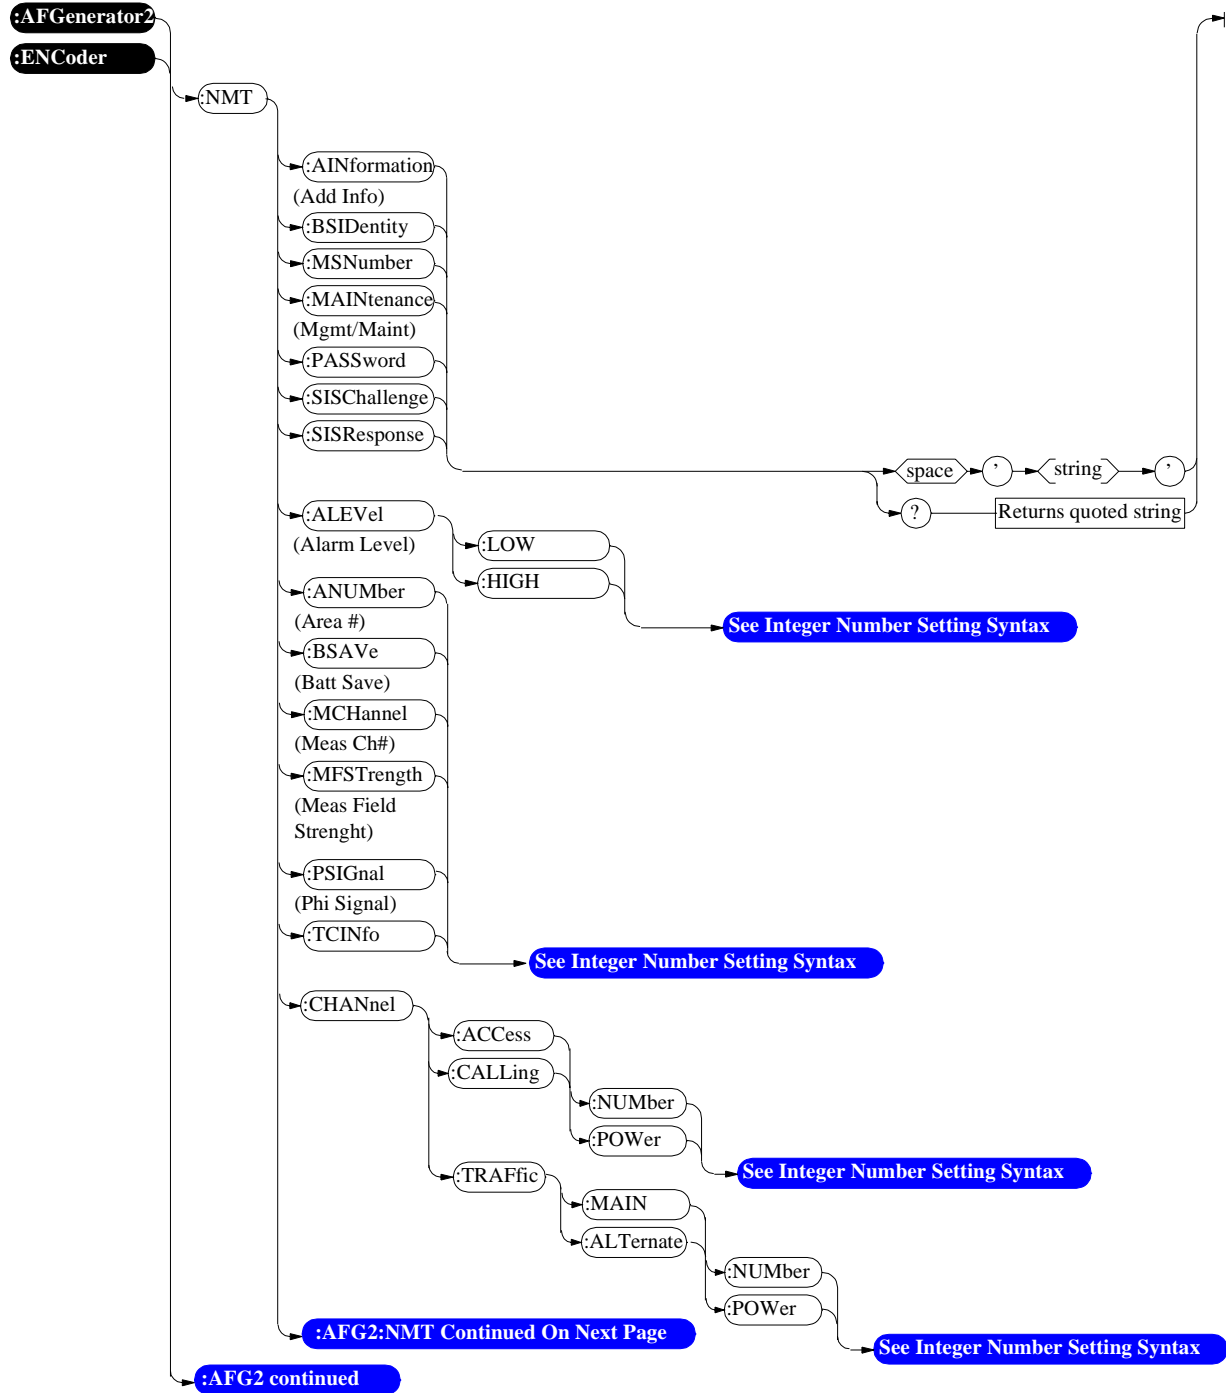 :AFGenerator2
:ENCoder
:NMT
:AINformation
(Add Info)
:BSIDentity
:MSNumber
:MAINtenance
(Mgmt/Maint)
:PASSword
:SISChallenge
:SISResponse
space ’ string ’
? Returns quoted string
:ALEVel
(Alarm Level)
:LOW
:HIGH
See Integer Number Setting Syntax
:ANUMber
(Area #)
:BSAVe
(Batt Save)
:MCHannel
(Meas Ch#)
:MFSTrength
(Meas Field
Strenght)
:PSIGnal
(Phi Signal)
:TCINfo
See Integer Number Setting Syntax
:CHANnel
:ACCess
:CALLing
:NUMber
:POWer
See Integer Number Setting Syntax
:TRAFfic
:MAIN
:ALTernate
:NUMber
:POWer
See Integer Number Setting Syntax
:AFG2:NMT Continued On Next Page
:AFG2 continued